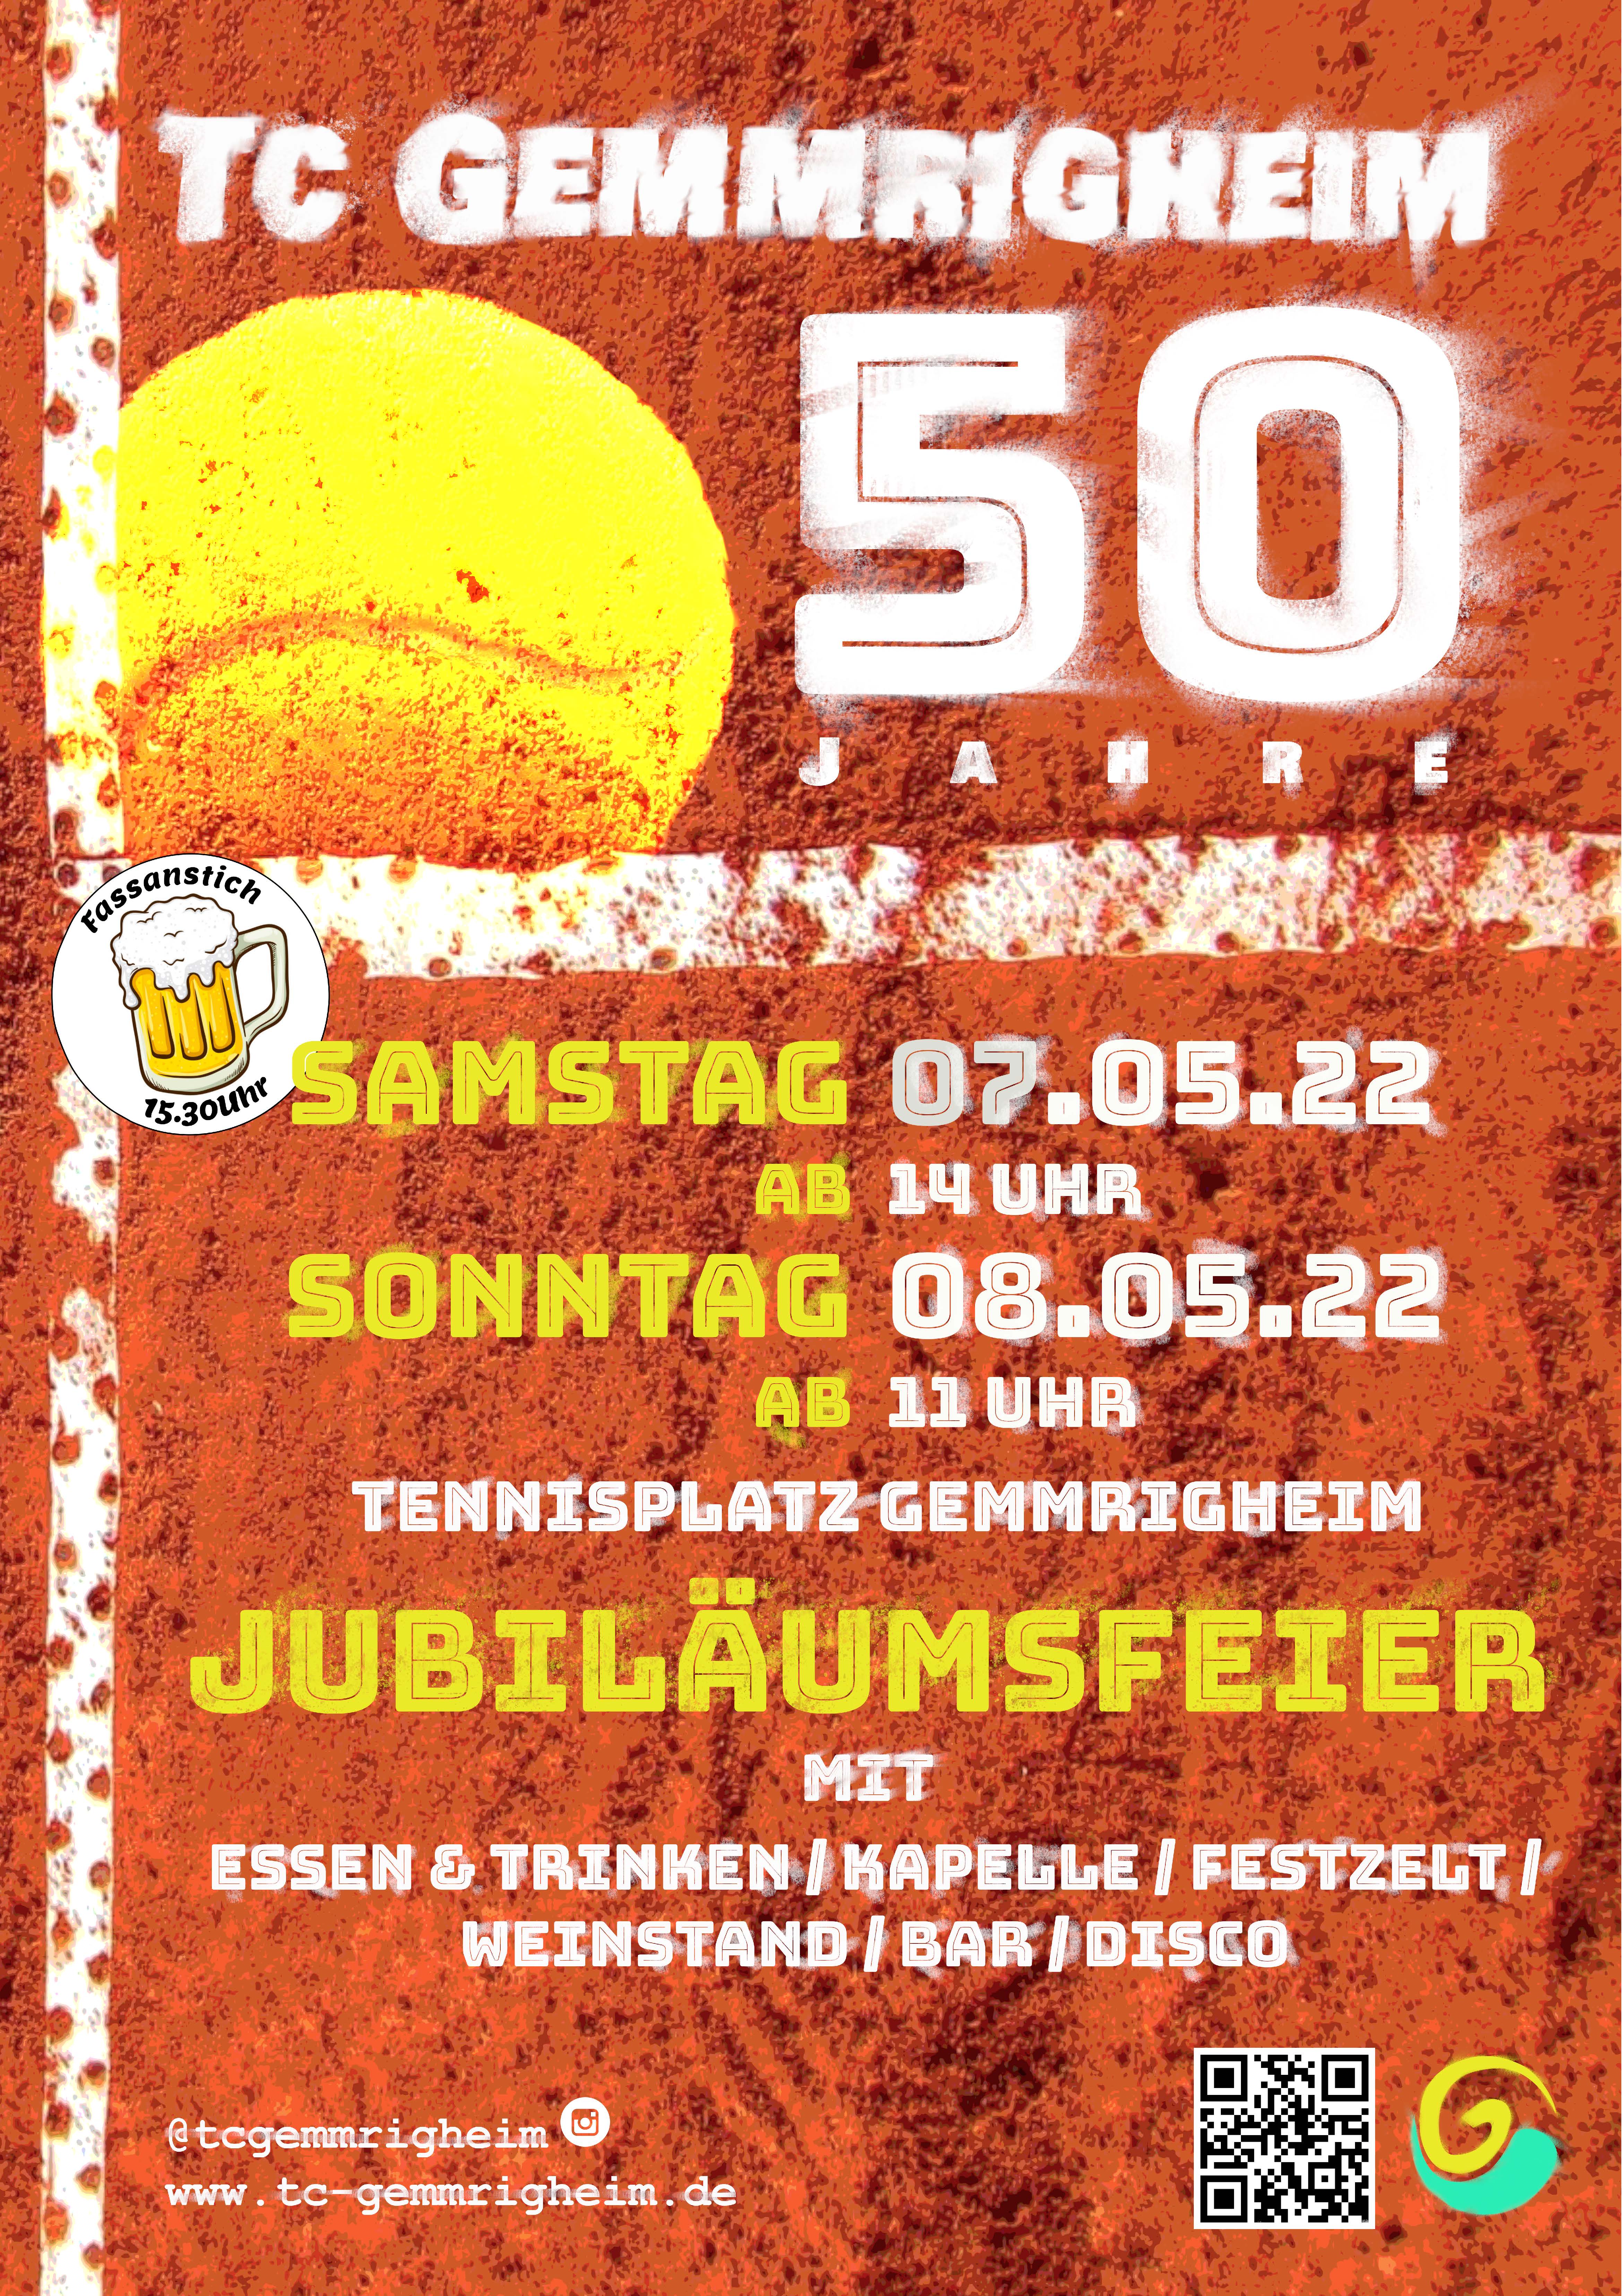 TC GEMMRIGHEIM
50
JAHRE
Fassanstich
15.30Uhr
SAMSTAG 07.05.22
AB 14 UHR
SONNTAG 08.05.22
AB 11 UHR
TENNISPLATZ GEMMRIGHEIM
JUBILÄUMSFEIER
MIT
ESSEN & TRINKEN / KAPELLE / FESTZELT /
WEINSTAND / BAR / DISCO
@tcgemmrigheim
www.tc-gemmrigheim.de
G